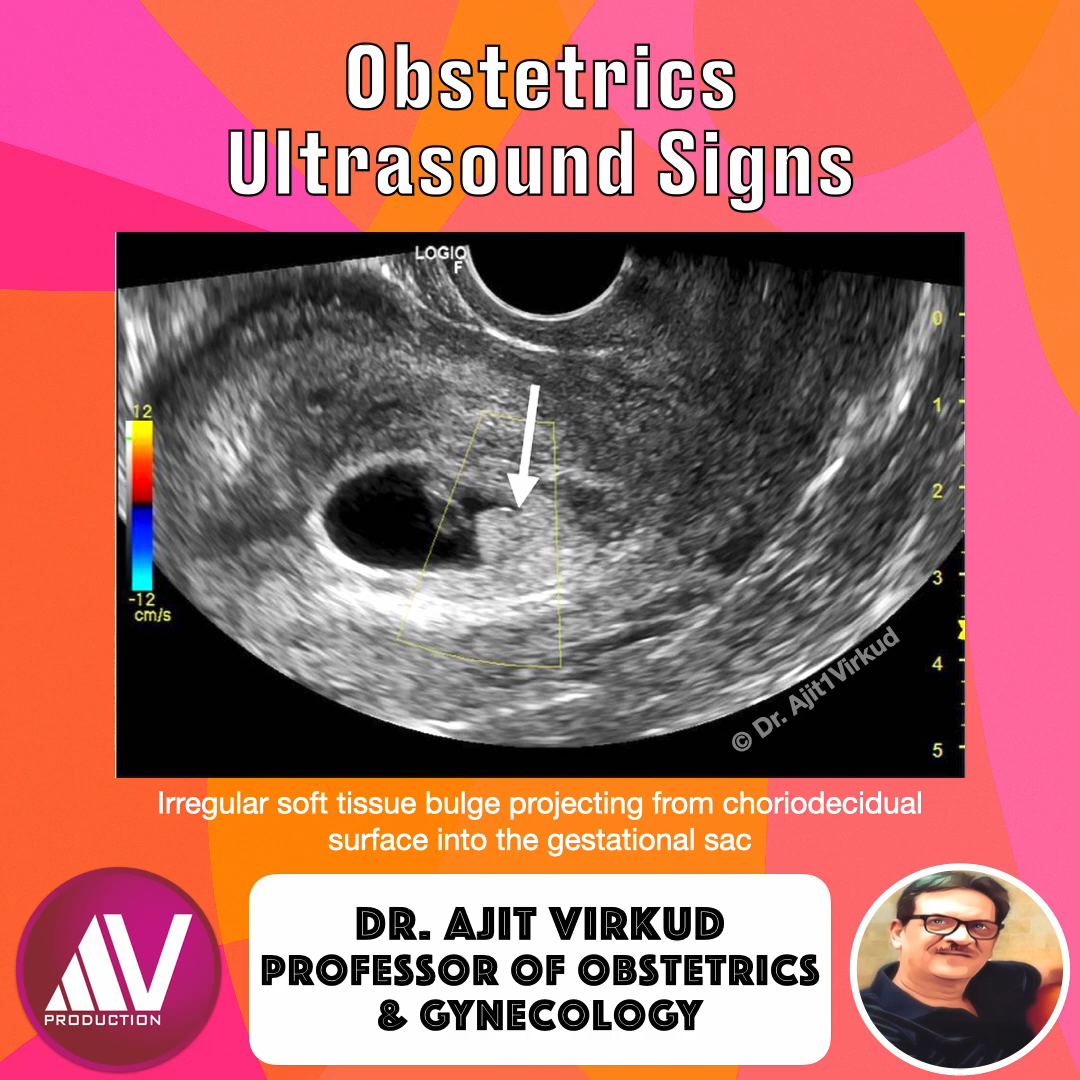 Obstetrics
Ultrasound Signs
LOGIQ
F
12
-12
cm/s
0
1
2
3
4
5
© Dr. Ajit1Virkud
Irregular soft tissue bulge projecting from choriodecidual
surface into the gestational sac
AV
PRODUCTION
DR. AJIT VIRKUD
PROFESSOR OF OBSTETRICS
& GYNECOLOGY